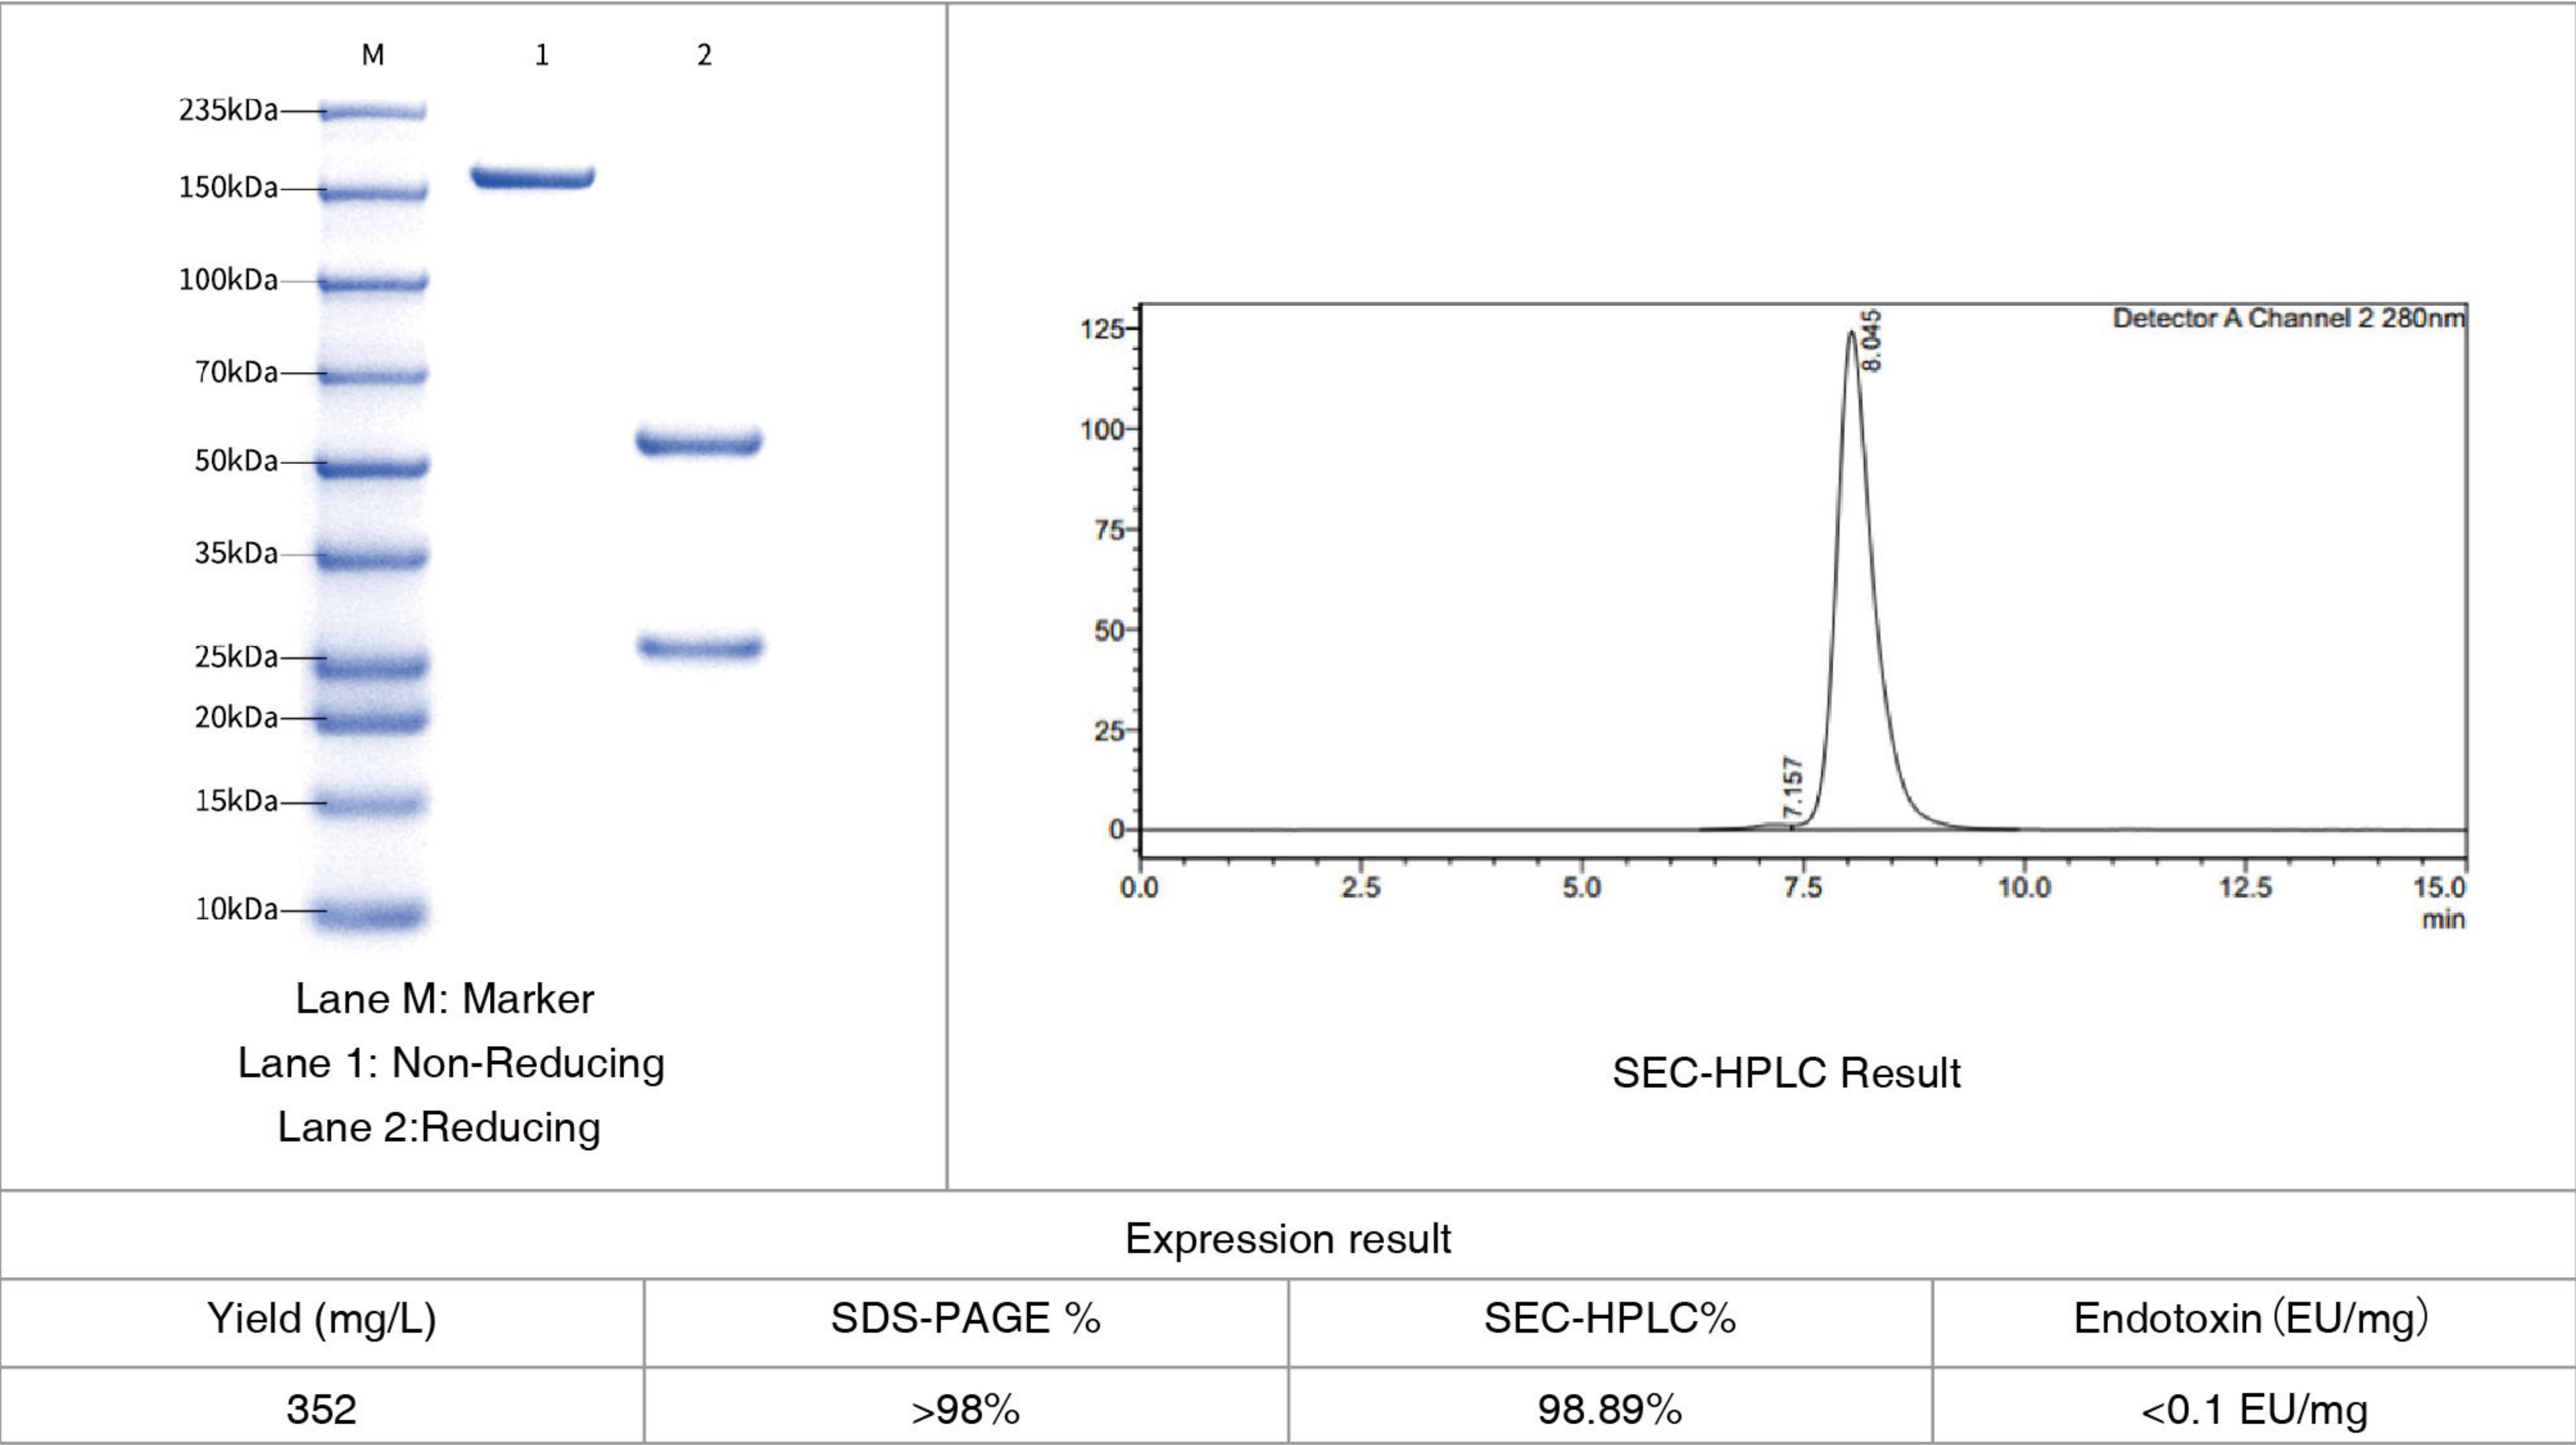 M 1 2
235kDa
150kDa
100kDa
70kDa
50kDa
35kDa
25kDa
20kDa
15kDa
10kDa
Lane M: Marker
Lane 1: Non-Reducing
Lane 2:Reducing
Detector A Channel 2 280nm
125
100
75
50
25
0
8.045
7.157
0.0 2.5 5.0 7.5 10.0 12.5 15.0
min
SEC-HPLC Result
Expression result
Yield (mg/L) SDS-PAGE % SEC-HPLC% Endotoxin (EU/mg)
352 >98% 98.89% <0.1 EU/mg